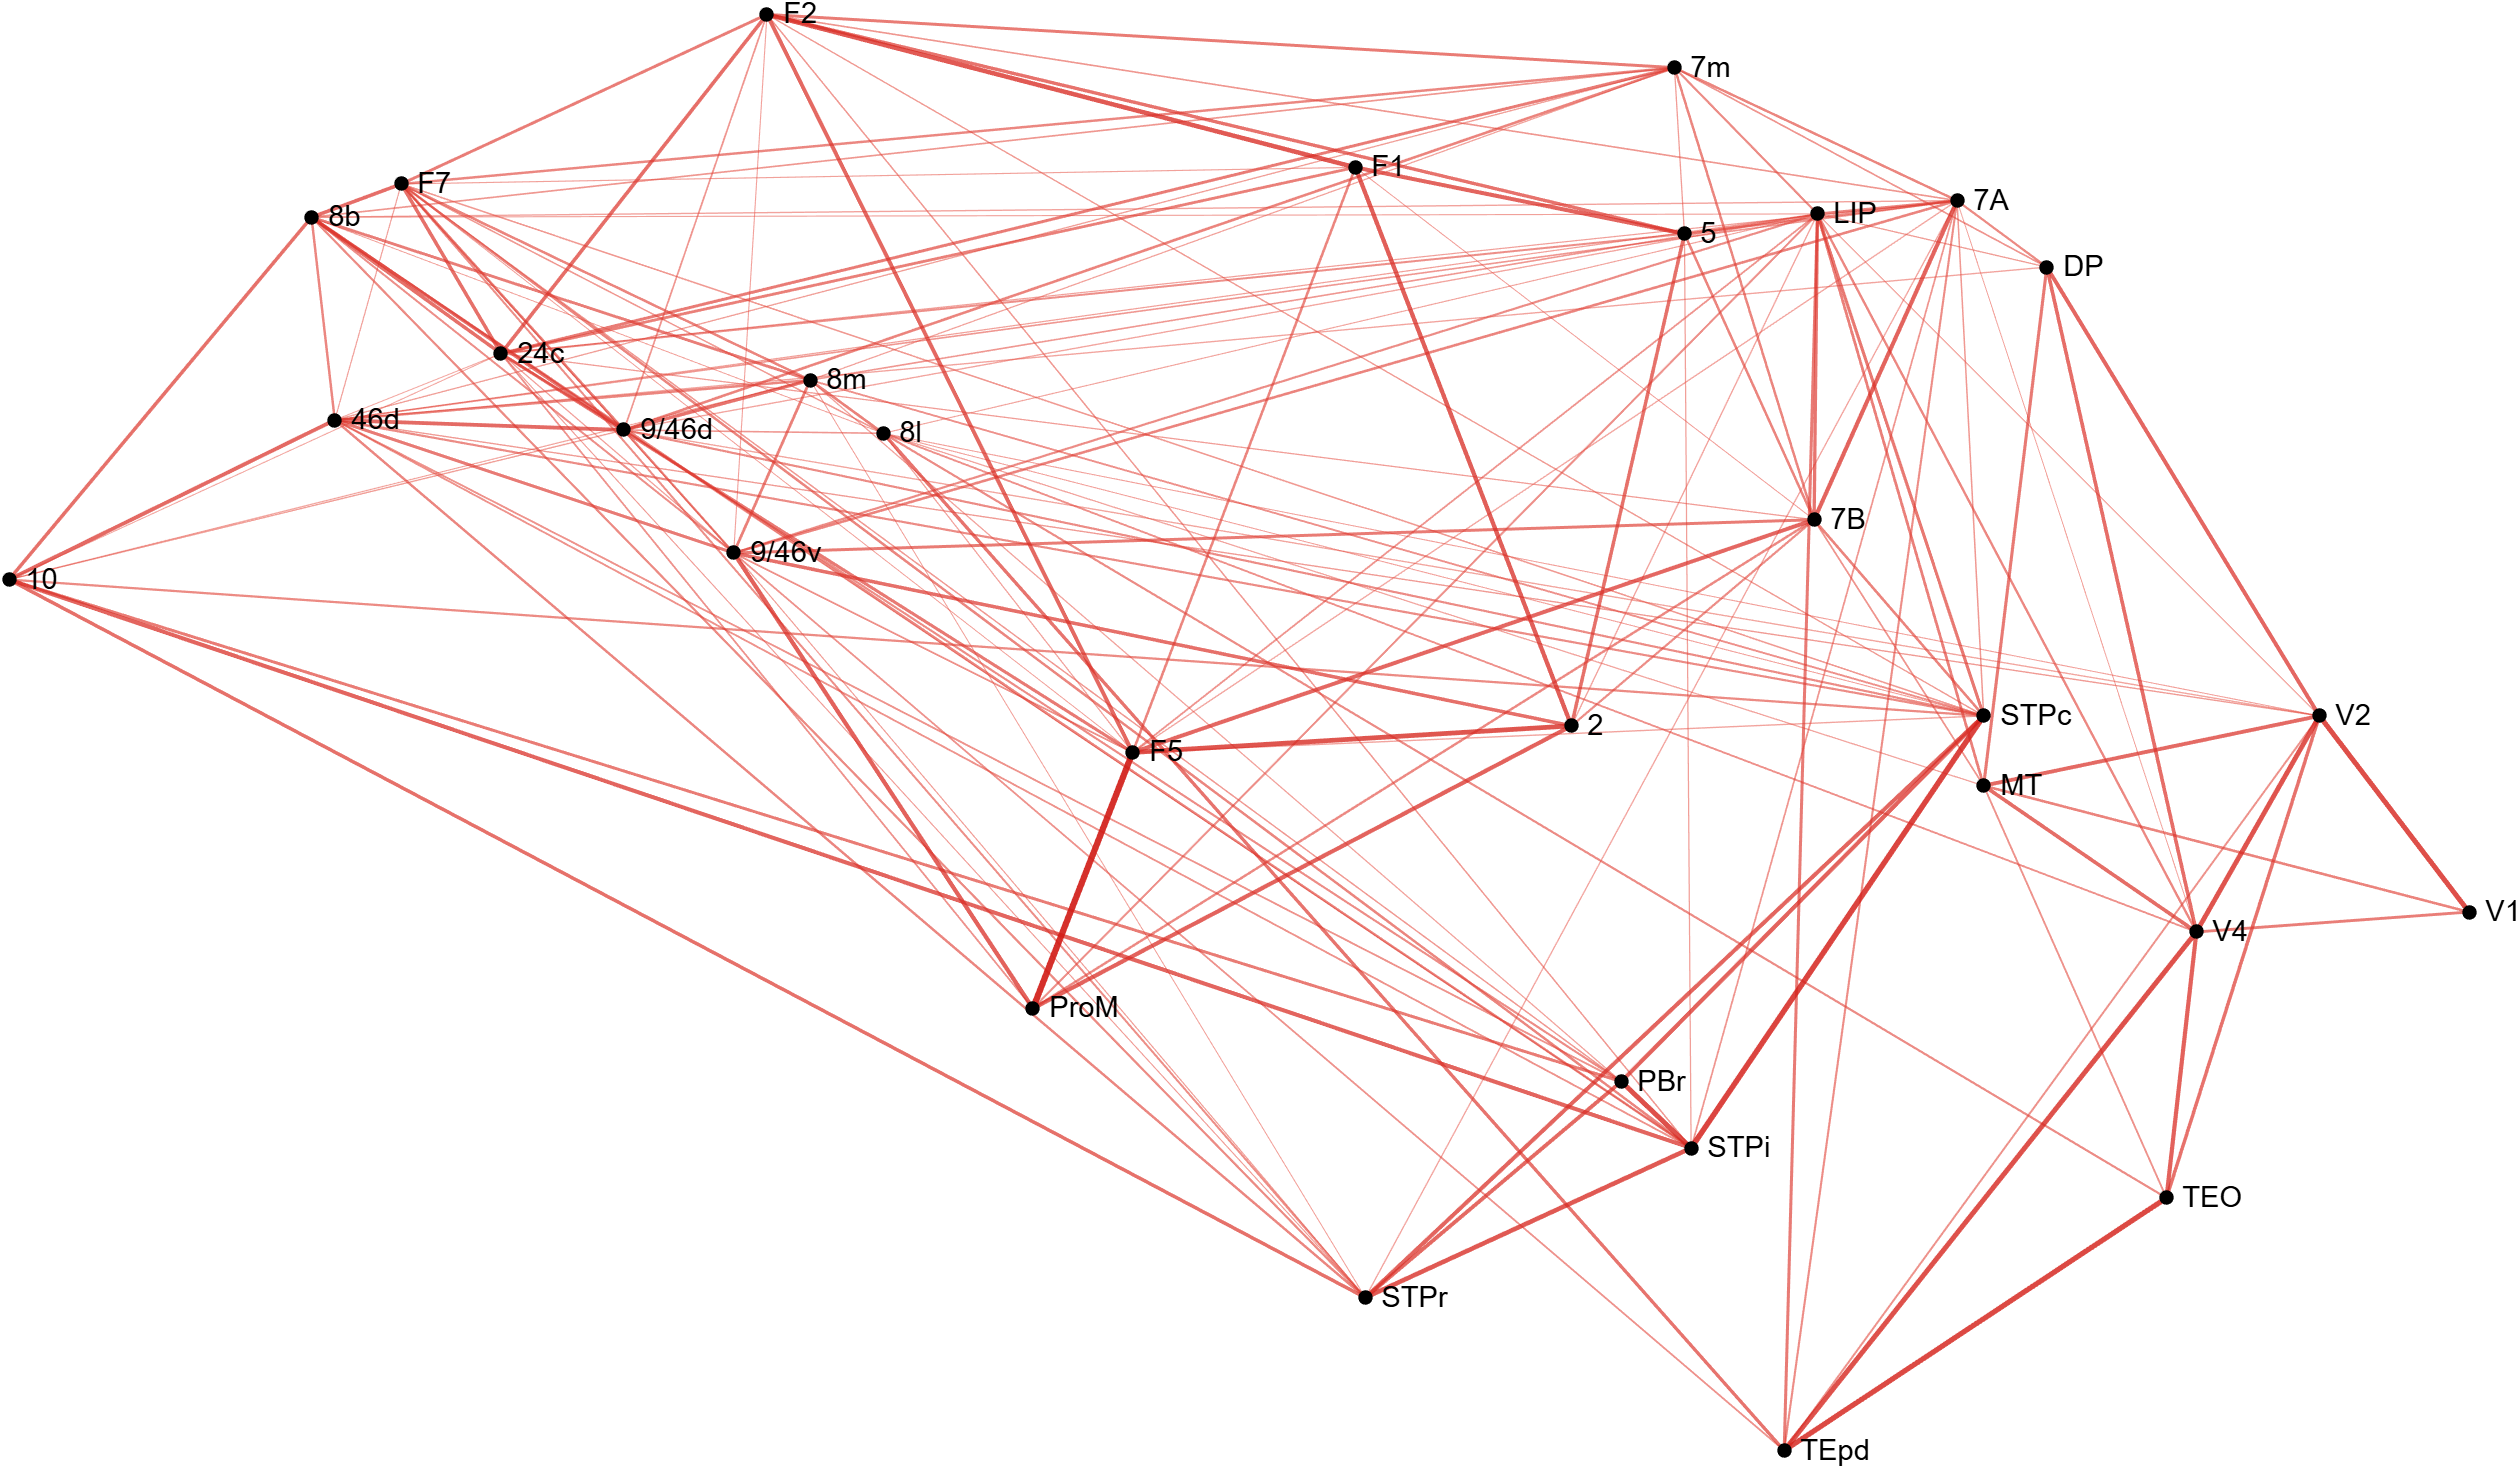 F2
7m
F1
F7
7A
8b
LIP
5
DP
24c
8m
46d
9/46d
8l
7B
9/46v
10
STPc
V2
2
F5
MT
V1
V4
ProM
PBr
STPi
TEO
STPr
TEpd